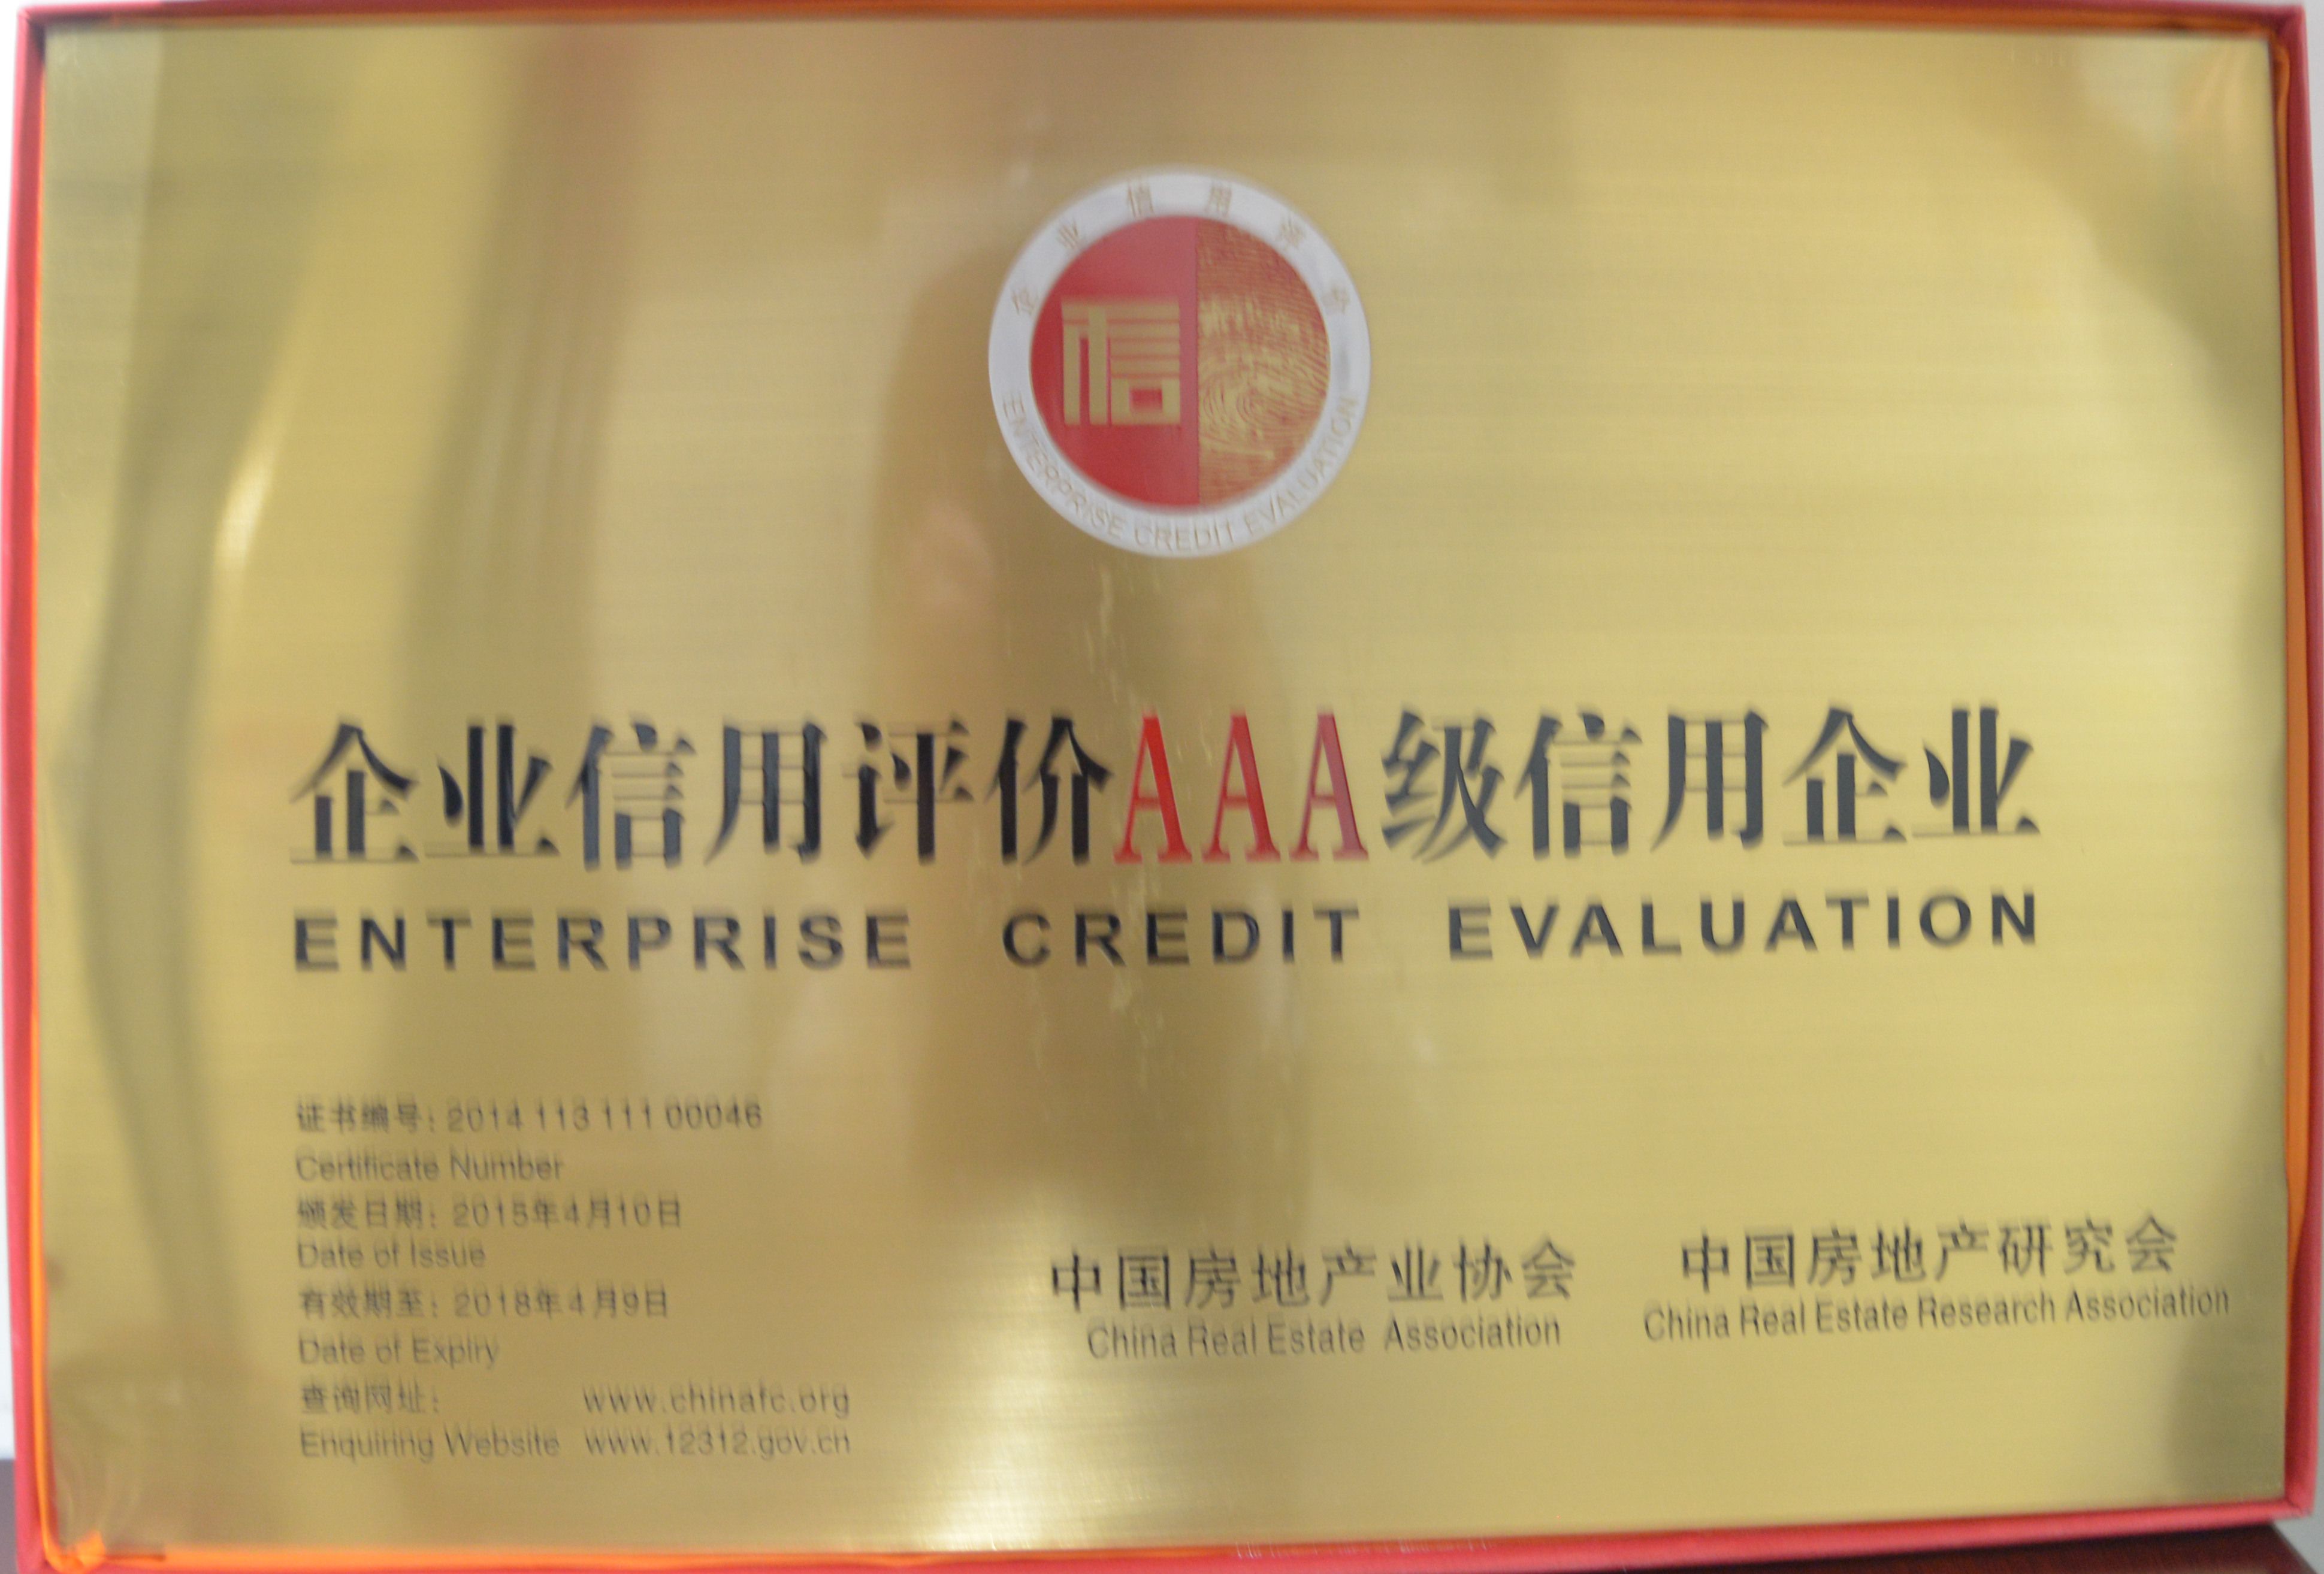 企业信用评价
信
ENTERPRISE CREDIT EVALUATION
企业信用评价AAA级信用企业
ENTERPRISE CREDIT EVALUATION
证书编号：2014 113 111 00046
Certificate Number
颁发日期：2015年4月10日
Date of Issue
有效期至：2018年4月9日
Date of Expiry
查询网址： www.chinafc.org
Enquiring Website www.12312.gov.cn
中国房地产业协会
China Real Estate Association
中国房地产研究会
China Real Estate Research Association